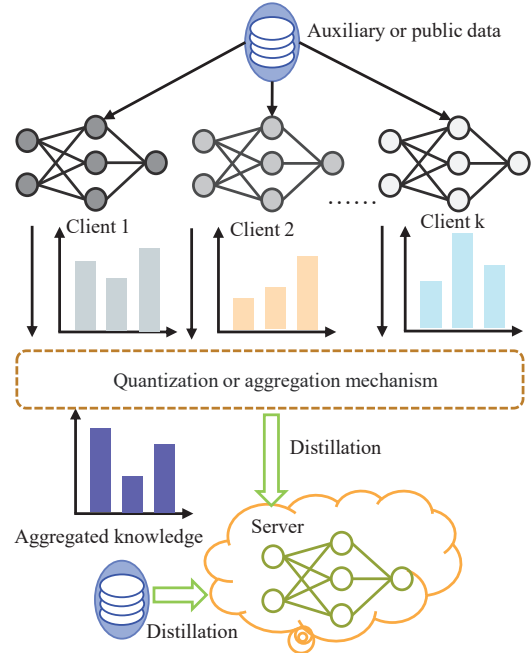 Auxiliary or public data
Client 1
Client 2
......
Client k
Quantization or aggregation mechanism
Distillation
Aggregated knowledge
Server
Distillation